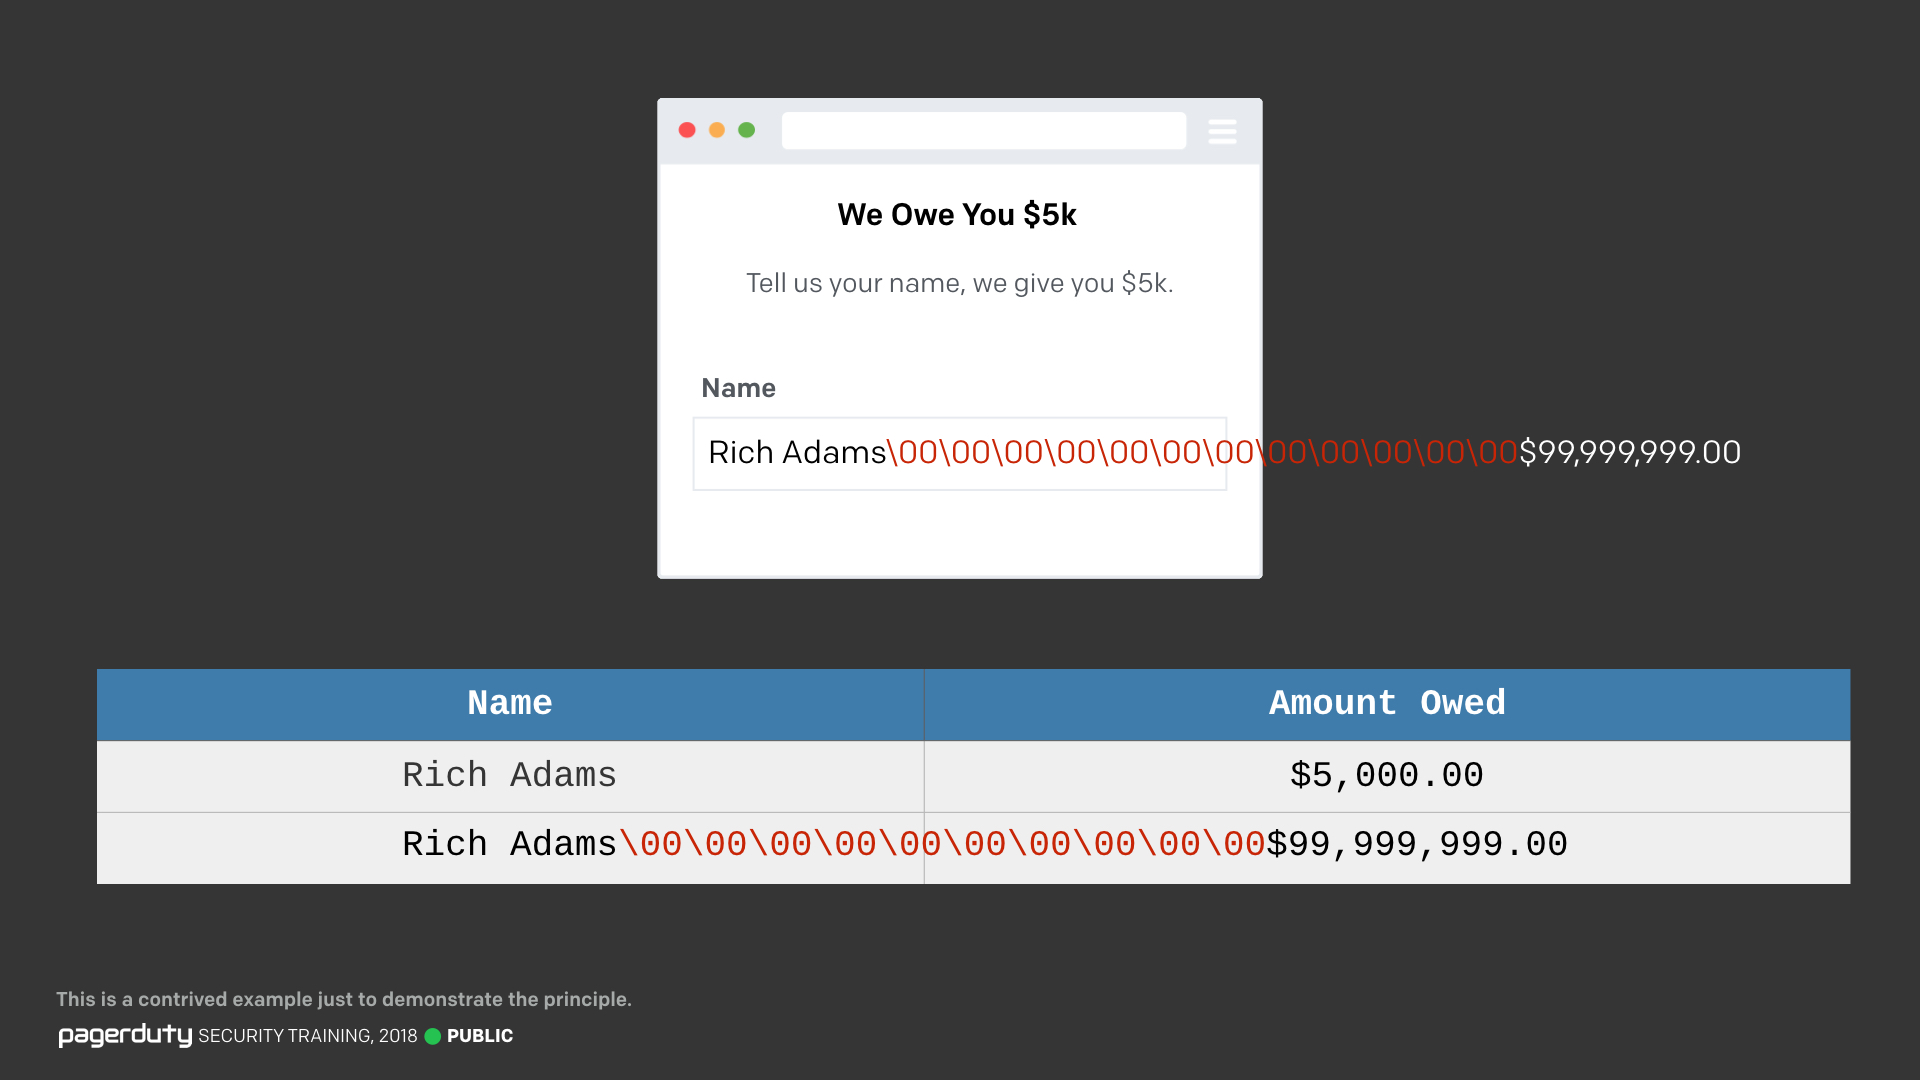 We Owe You $5k
Tell us your name, we give you $5k.
Name
Rich Adams\00\00\00\00\00\00\00\00\00\00\00\00$99,999,999.00
Name Amount Owed
Rich Adams $5,000.00
Rich Adams\00\00\00\00\00\00\00\00\00\00$99,999,999.00
This is a contrived example just to demonstrate the principle.
pagerduty SECURITY TRAINING, 2018 PUBLIC